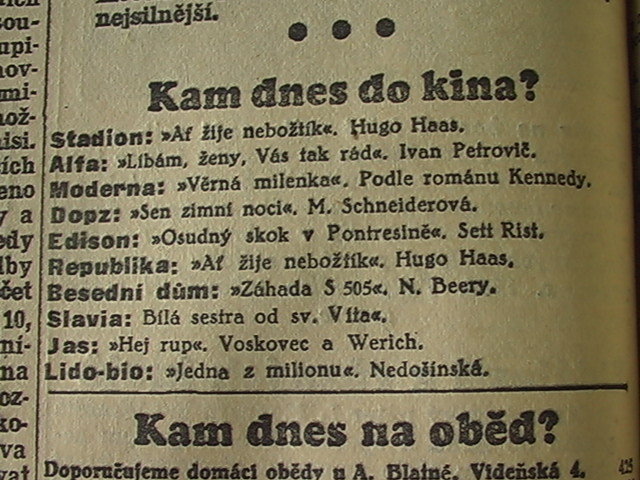 nejsilnější.
Kam dnes do kina?
Stadion: »Ať žije nebožtík«. Hugo Haas.
Alfa: »Líbám, ženy, Vás tak rád«. Ivan Petrovič.
Moderna: »Věrná milenka«. Podle románu Kennedy.
Dopz: »Sen zimní noci«. M. Schneiderová.
Edison: »Osudný skok v Pontresině«. Sett Rist.
Republika: »Ať žije nebožtík«. Hugo Haas.
Besední dům: »Záhada S 505«. N. Beery.
Slavia: Bílá sestra od sv. Víta«.
Jas: »Hej rup«. Voskovec a Werich.
Lido-bio: »Jedna z milionu«. Nedošínská.
Kam dnes na oběd?
Doporučujeme domácí obědy u A. Blatné, Vídeňská 4.